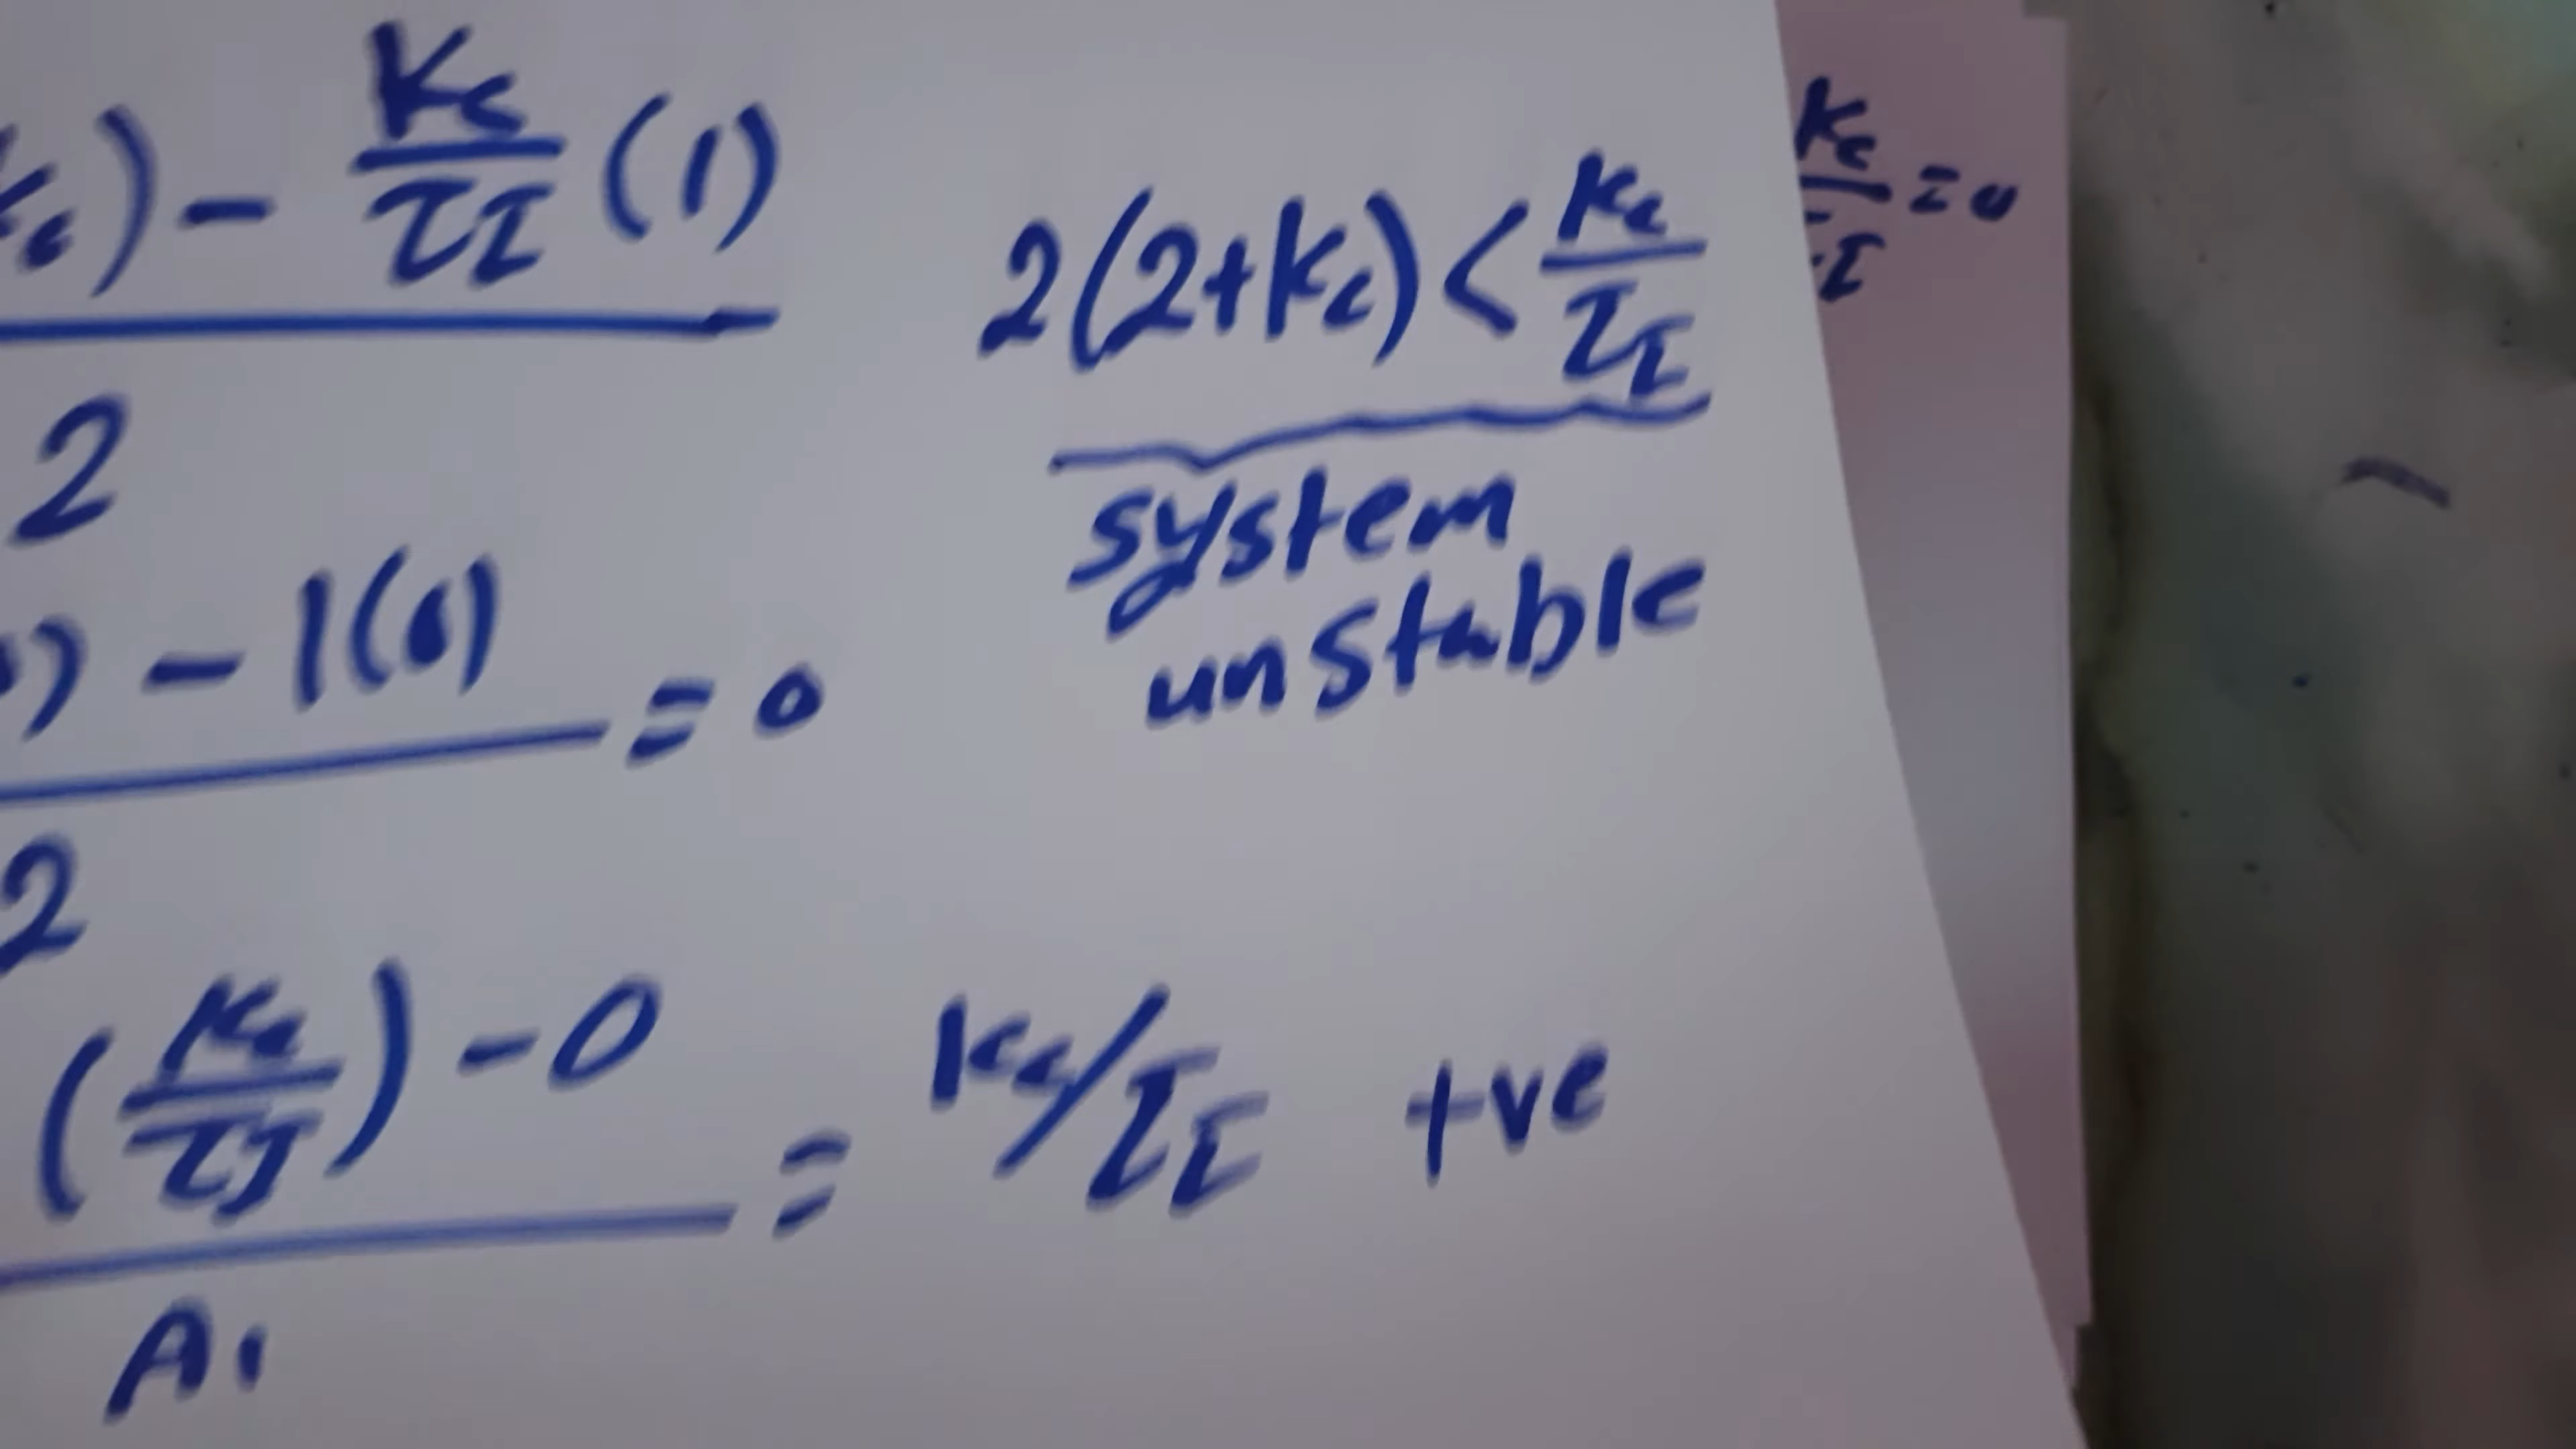 Kc) - Kc/τI (1)
2
2(2+Kc) < Kc/τI
system
unstable
) - 1(0) = 0
2
(Kc/τI) - 0 = Kc/τI +ve
A1
Kc/τI = 0